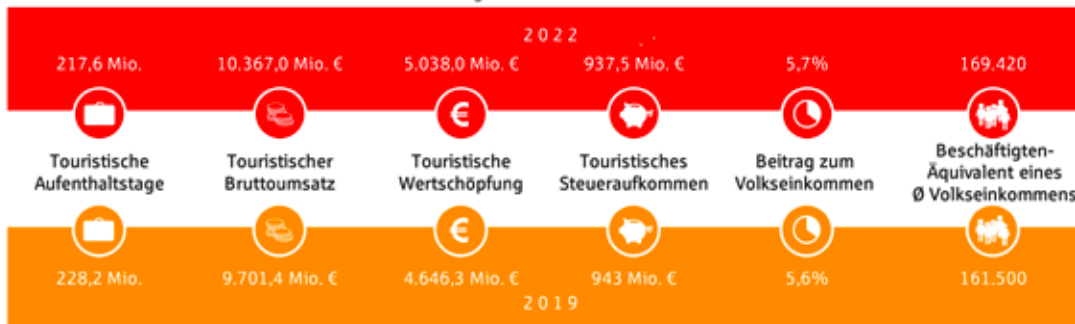 2022
217,6 Mio. 10.367,0 Mio. € 5.038,0 Mio. € 937,5 Mio. € 5,7% 169.420
Touristische
Aufenthaltstage
Touristischer
Bruttoumsatz
Touristische
Wertschöpfung
Touristisches
Steueraufkommen
Beitrag zum
Volkseinkommen
Beschäftigten-
Äquivalent eines
Ø Volkseinkommens
228,2 Mio. 9.701,4 Mio. € 4.646,3 Mio. € 943 Mio. € 5,6% 161.500
2019